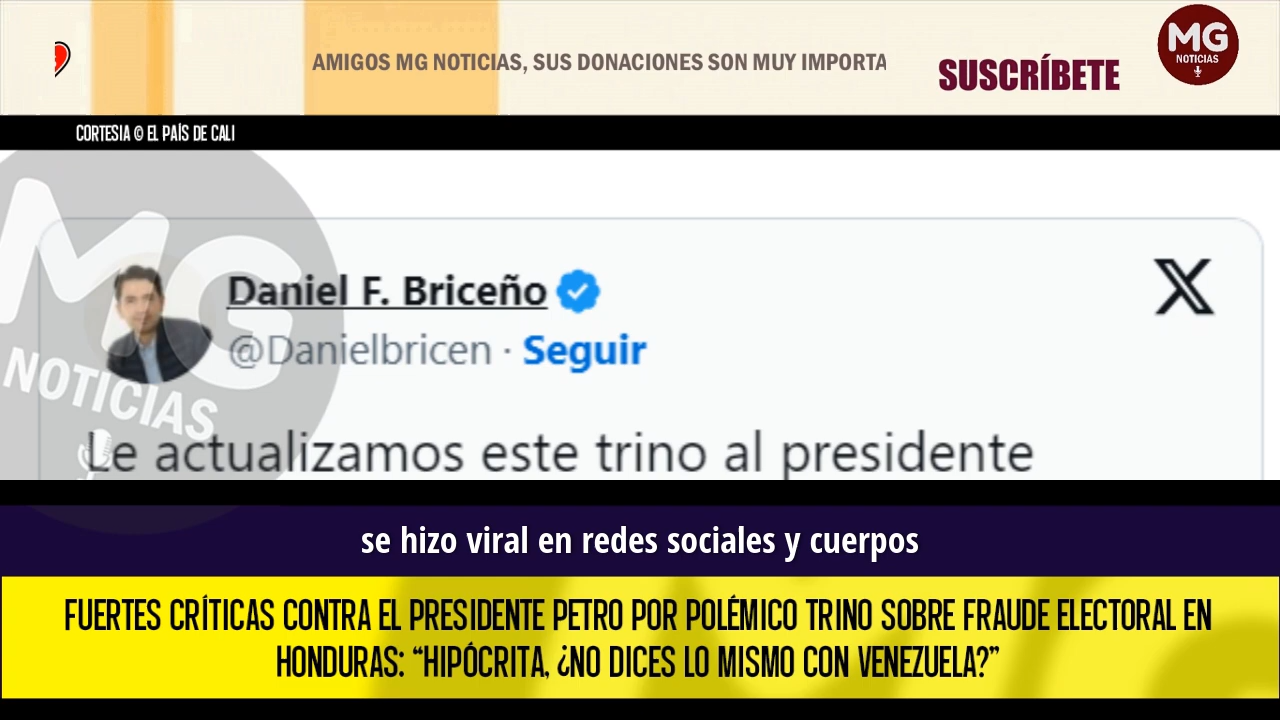 AMIGOS MG NOTICIAS, SUS DONACIONES SON MUY IMPORTA
SUSCRÍBETE
MG
NOTICIAS
CORTESIA © EL PAÍS DE CALI
MG
NOTICIAS
Daniel F. Briceño
@Danielbricen · Seguir
Le actualizamos este trino al presidente
se hizo viral en redes sociales y cuerpos
FUERTES CRÍTICAS CONTRA EL PRESIDENTE PETRO POR POLÉMICO TRINO SOBRE FRAUDE ELECTORAL EN
HONDURAS: “HIPÓCRITA, ¿NO DICES LO MISMO CON VENEZUELA?”